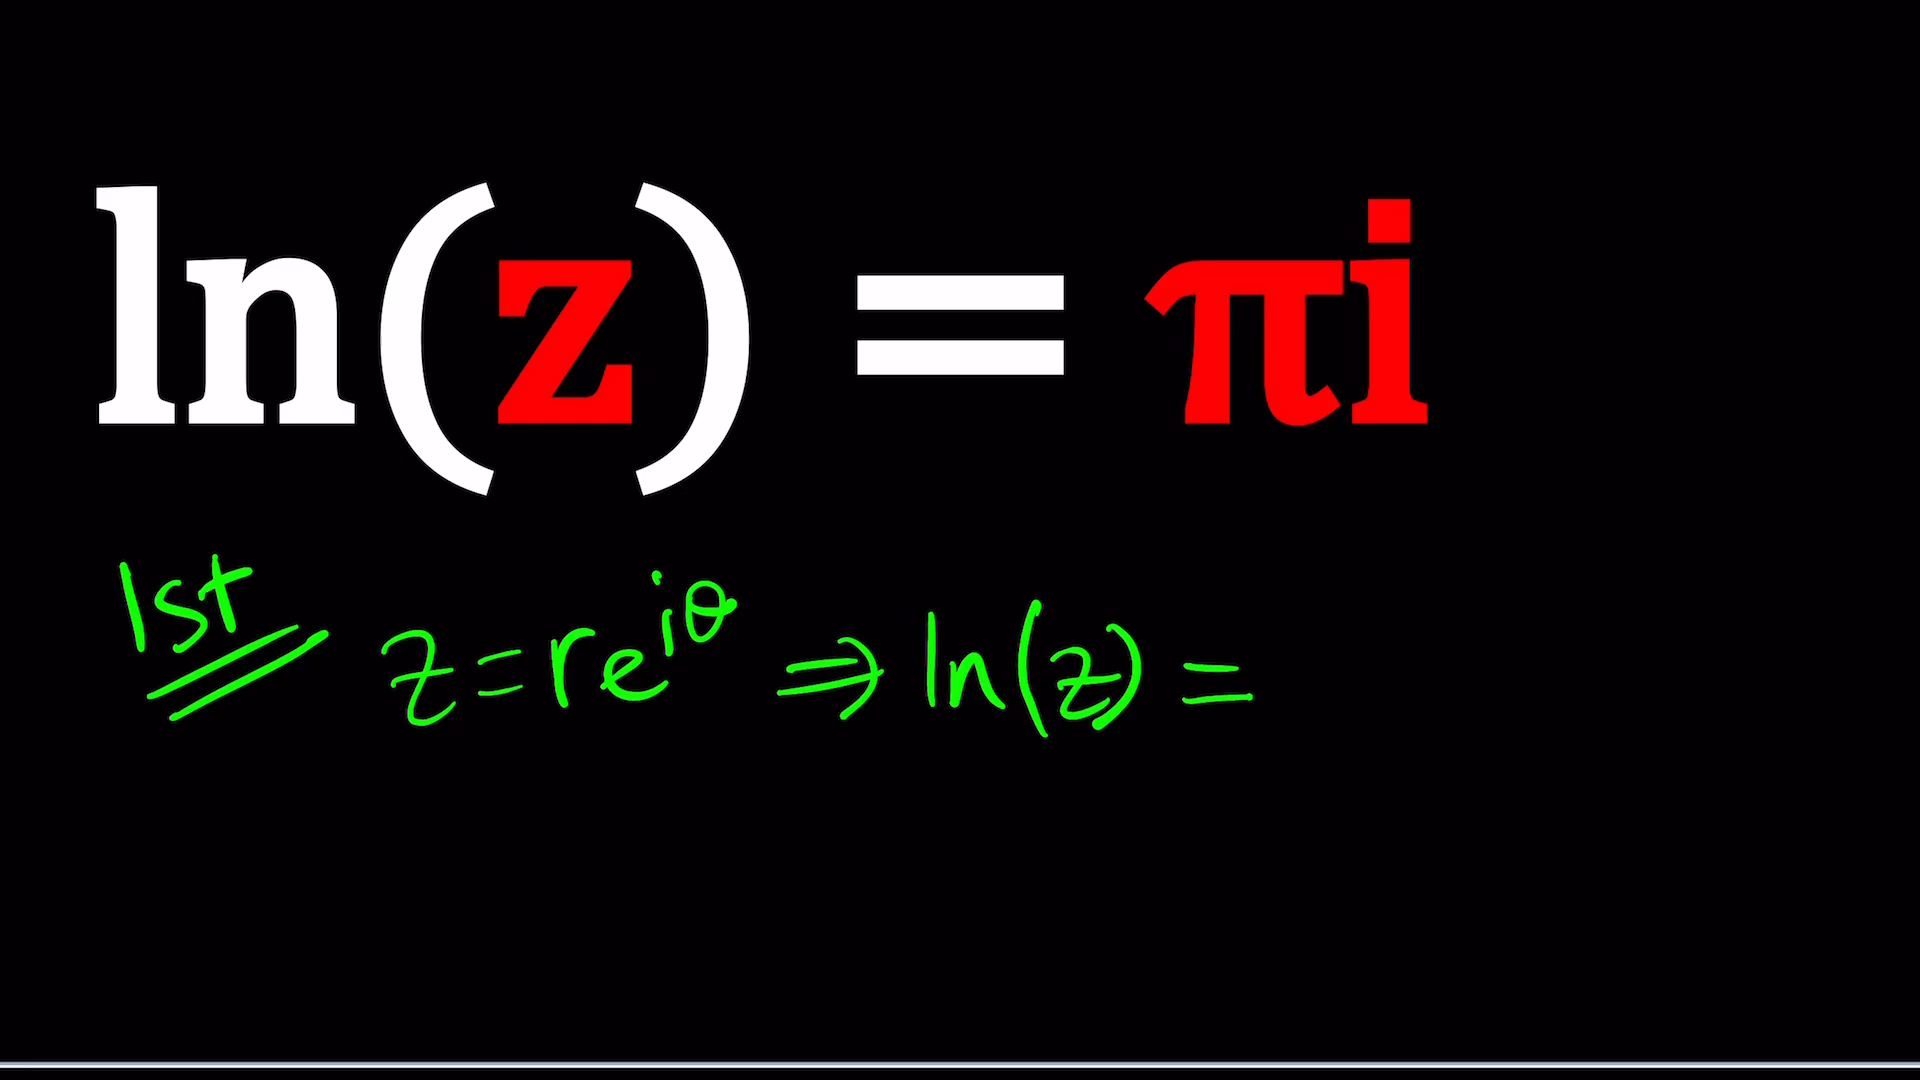 ln(z) = πi
1st z=re^{iθ} ⇒ ln(z) =